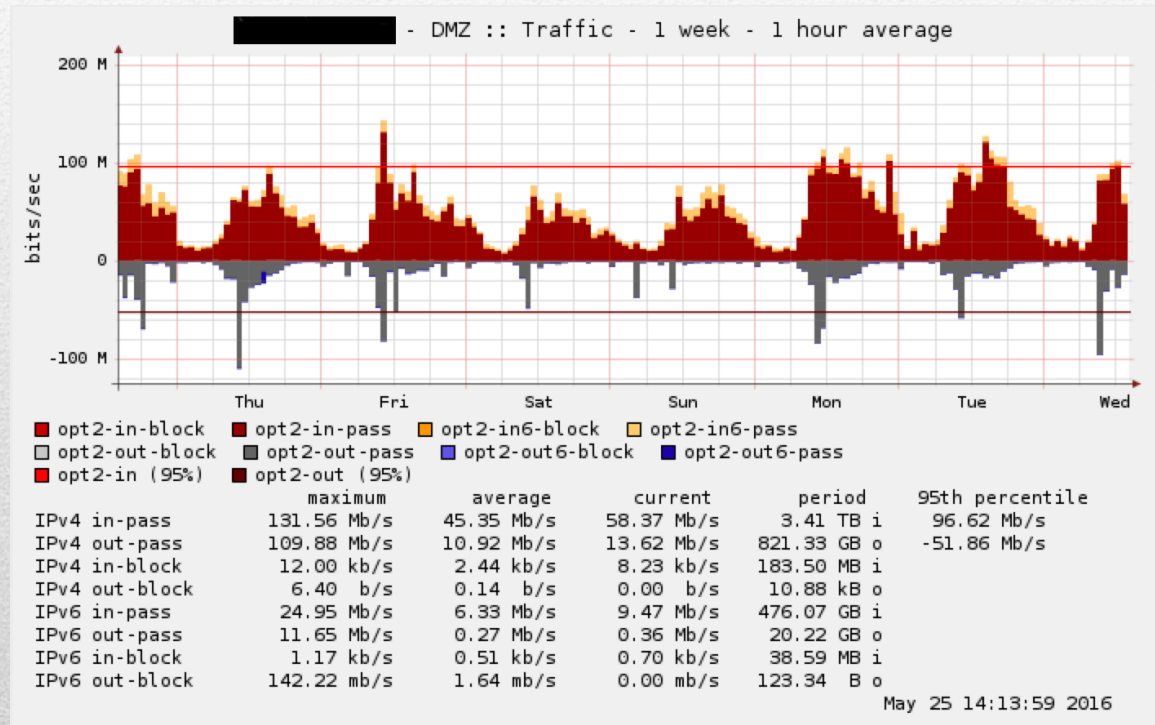 - DMZ :: Traffic - 1 week - 1 hour average
200 M
100 M
0
-100 M
bits/sec
Thu Fri Sat Sun Mon Tue Wed
opt2-in-block opt2-in-pass opt2-in6-block opt2-in6-pass
opt2-out-block opt2-out-pass opt2-out6-block opt2-out6-pass
opt2-in (95%) opt2-out (95%)
maximum average current period 95th percentile
IPv4 in-pass 131.56 Mb/s 45.35 Mb/s 58.37 Mb/s 3.41 TB i 96.62 Mb/s
IPv4 out-pass 109.88 Mb/s 10.92 Mb/s 13.62 Mb/s 821.33 GB o -51.86 Mb/s
IPv4 in-block 12.00 kb/s 2.44 kb/s 8.23 kb/s 183.50 MB i
IPv4 out-block 6.40 b/s 0.14 b/s 0.00 b/s 10.88 kB o
IPv6 in-pass 24.95 Mb/s 6.33 Mb/s 9.47 Mb/s 476.07 GB i
IPv6 out-pass 11.65 Mb/s 0.27 Mb/s 0.36 Mb/s 20.22 GB o
IPv6 in-block 1.17 kb/s 0.51 kb/s 0.70 kb/s 38.59 MB i
IPv6 out-block 142.22 mb/s 1.64 mb/s 0.00 mb/s 123.34 B o
May 25 14:13:59 2016